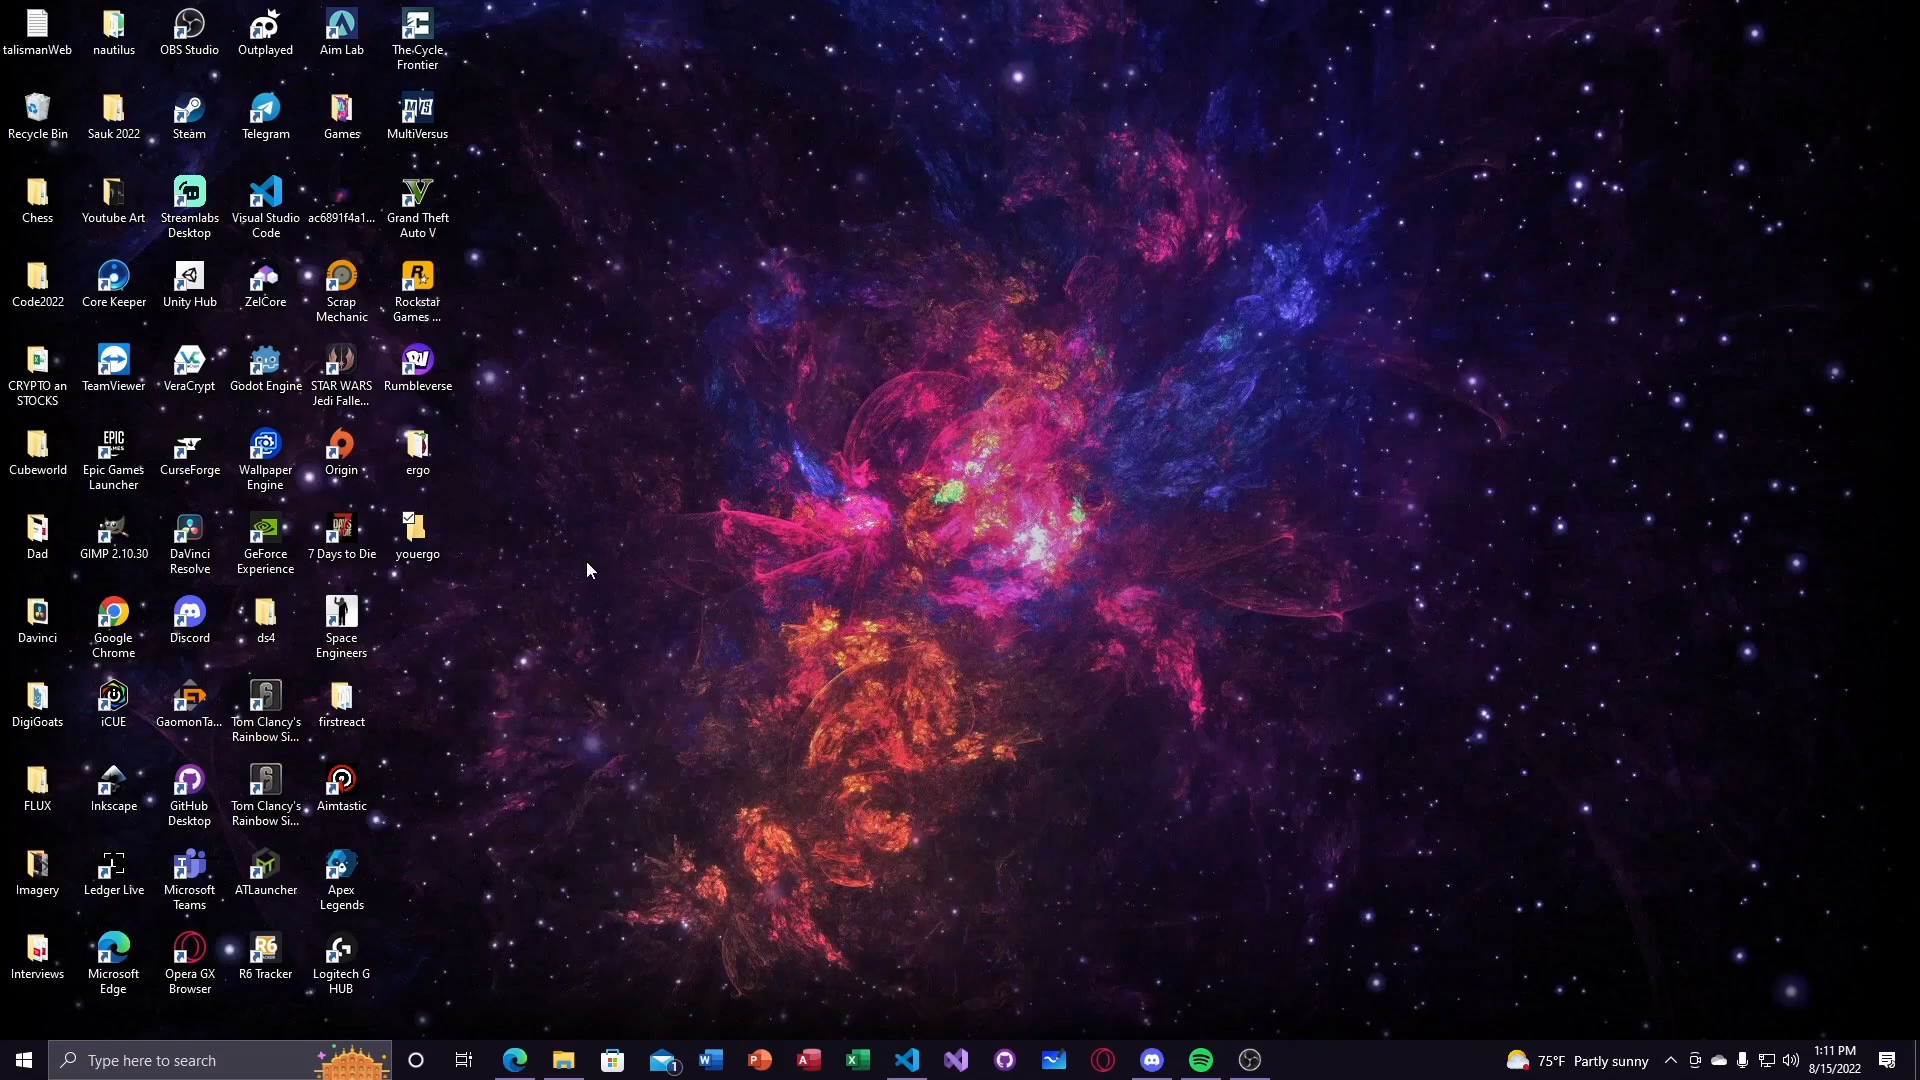 talismanWeb
nautilus
OBS Studio
Outplayed
Aim Lab
The Cycle
Frontier
Recycle Bin
Sauk 2022
Steam
Telegram
Games
MultiVersus
Chess
Youtube Art
Streamlabs
Desktop
Visual Studio
Code
ac6891f4a1...
Grand Theft
Auto V
Code2022
Core Keeper
Unity Hub
ZelCore
Scrap
Mechanic
Rockstar
Games ...
CRYPTO an
STOCKS
TeamViewer
VeraCrypt
Godot Engine
STAR WARS
Jedi Falle...
Rumbleverse
Cubeworld
Epic Games
Launcher
CurseForge
Wallpaper
Engine
Origin
ergo
Dad
GIMP 2.10.30
DaVinci
Resolve
GeForce
Experience
7 Days to Die
youergo
Davinci
Google
Chrome
Discord
ds4
Space
Engineers
DigiGoats
iCUE
GaomonTa...
Tom Clancy's
Rainbow Si...
firstreact
FLUX
Inkscape
GitHub
Desktop
Tom Clancy's
Rainbow Si...
Aimtastic
Imagery
Ledger Live
Microsoft
Teams
ATLauncher
Apex
Legends
Interviews
Microsoft
Edge
Opera GX
Browser
R6 Tracker
Logitech G
HUB
Type here to search
1
75°F Partly sunny
1:11 PM
8/15/2022